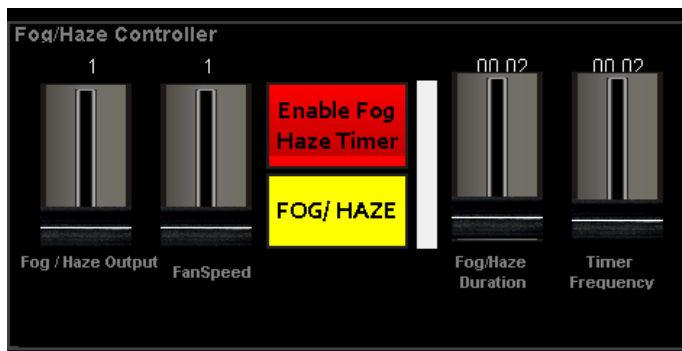 Fog/Haze Controller
1
1
00.02
00.02
Enable Fog
Haze Timer
FOG/ HAZE
Fog / Haze Output
FanSpeed
Fog/Haze
Duration
Timer
Frequency